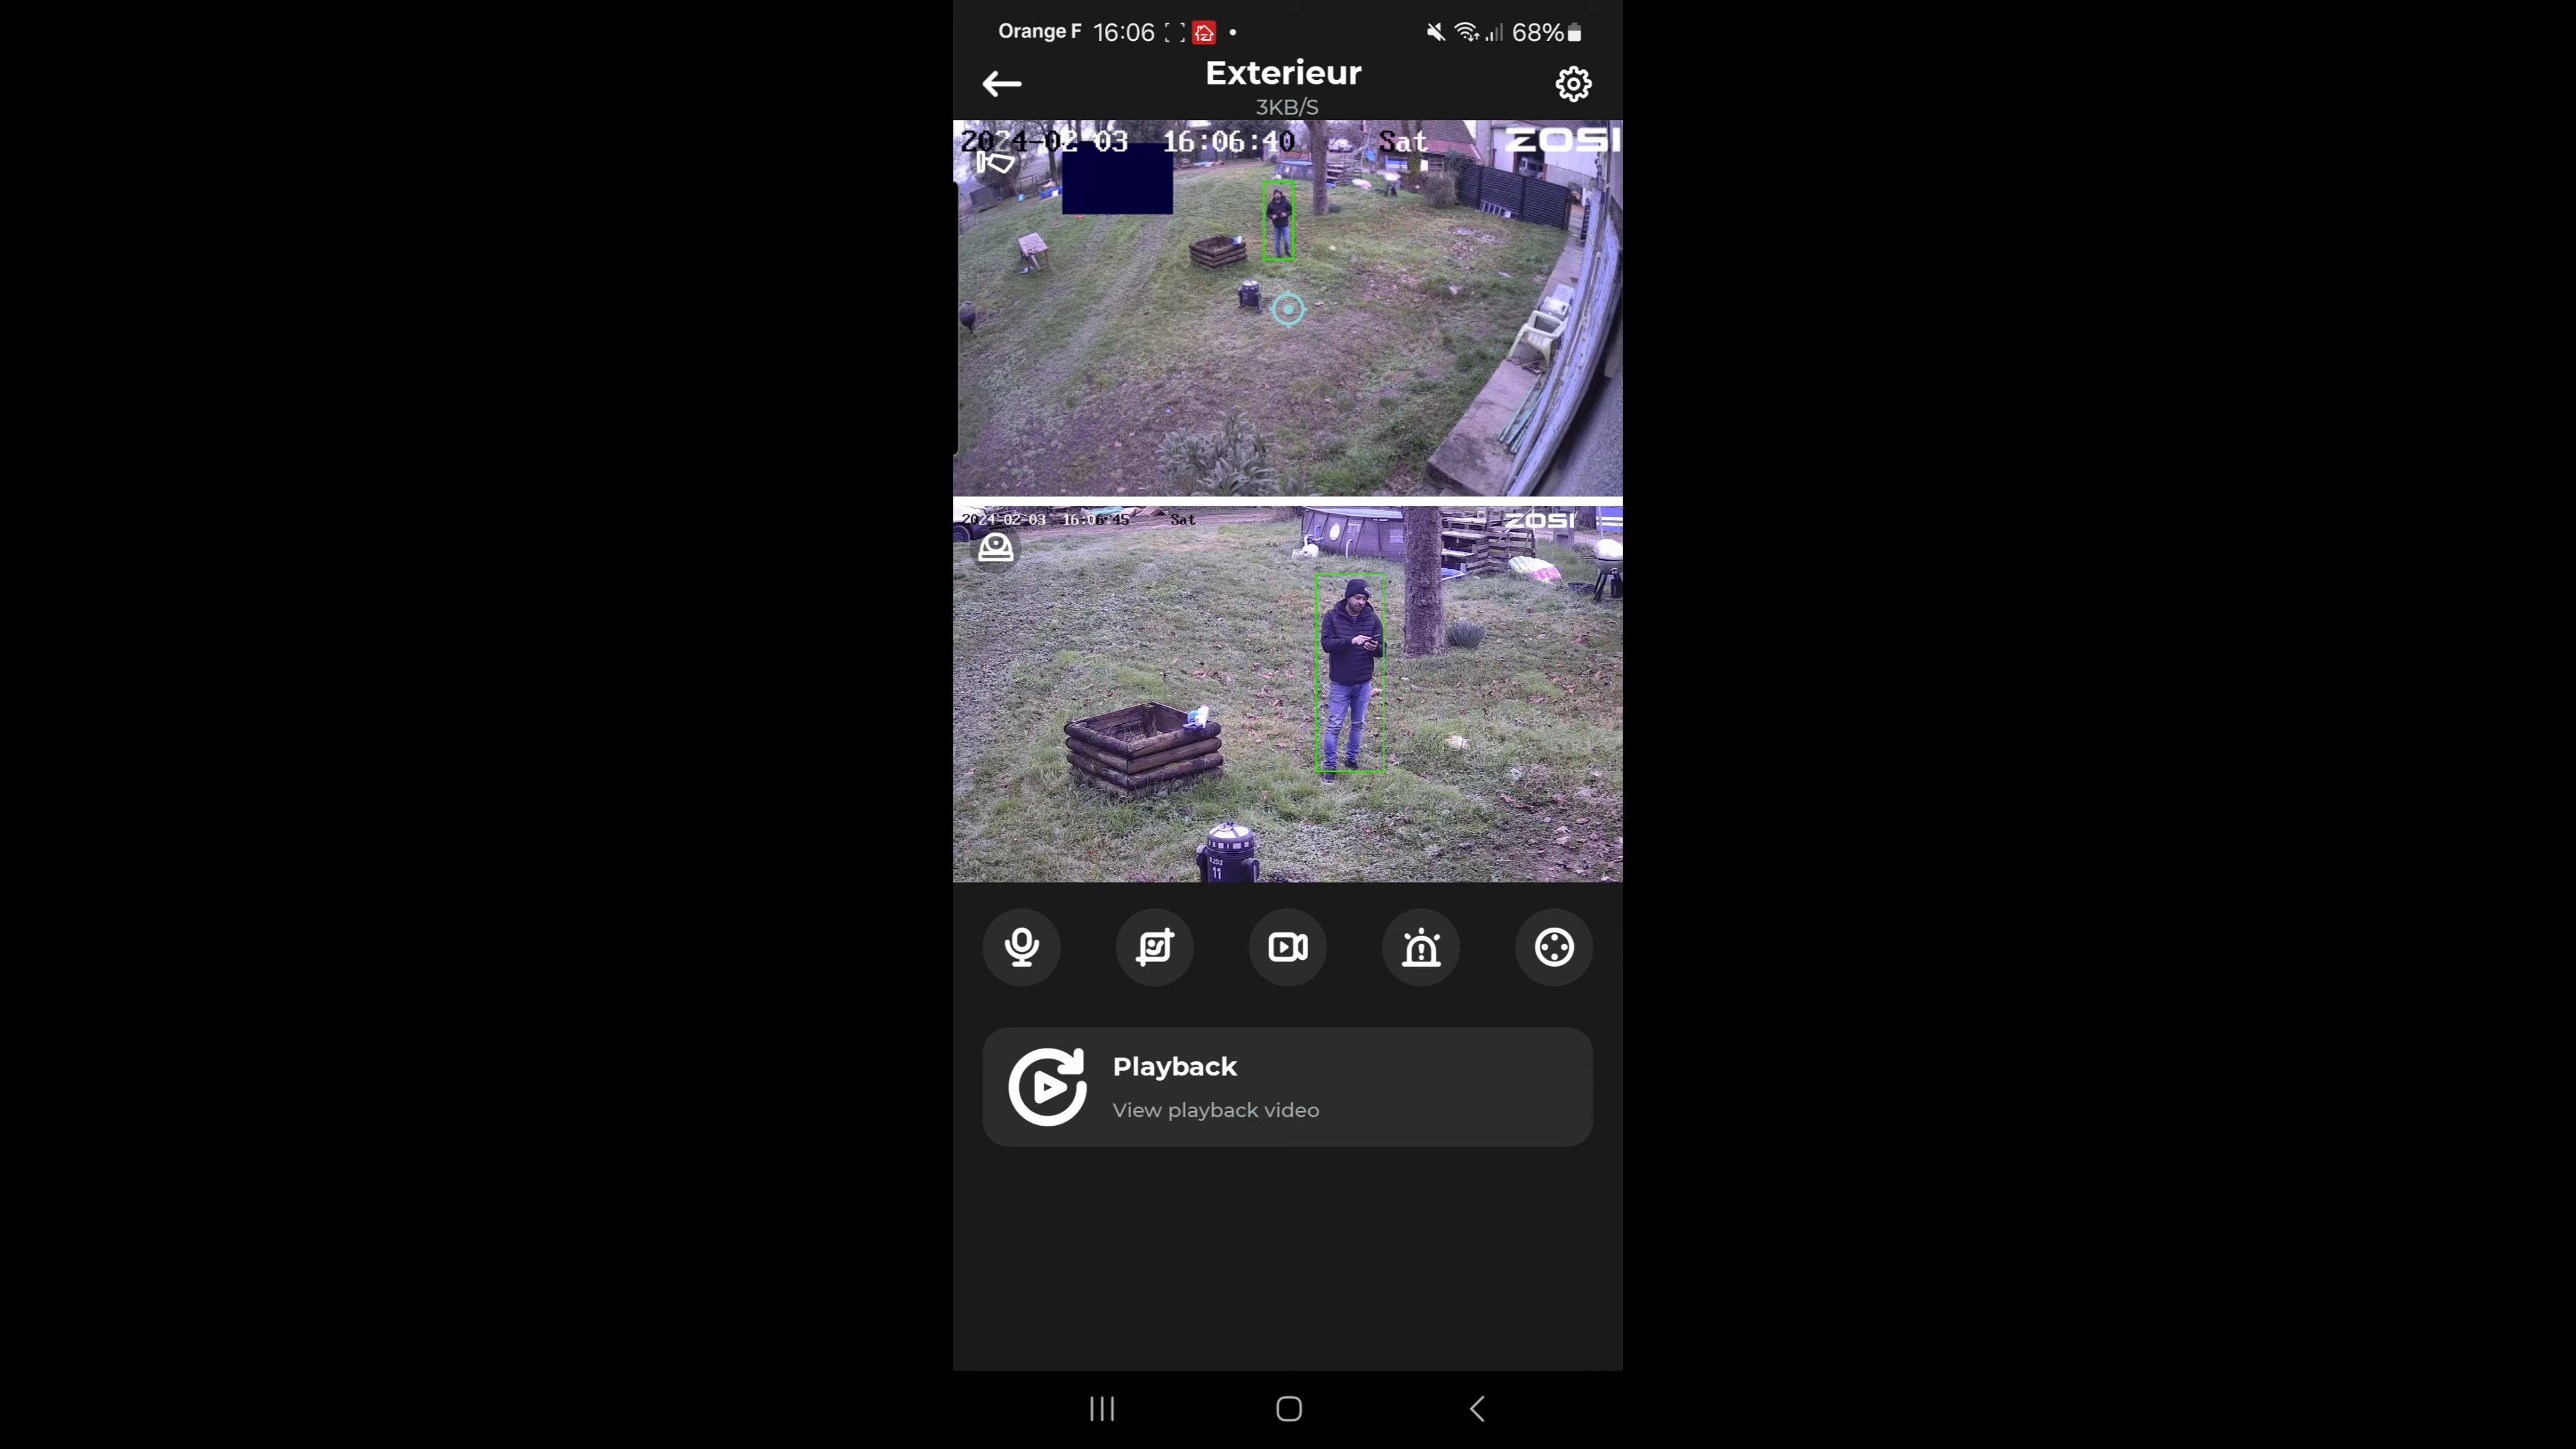 Orange F 16:06 68%
Exterieur
3KB/S
2024-02-03 16:06:40 Sat ZOSI
2024-02-03 16:06:45 Sat ZOSI
11
Playback
View playback video